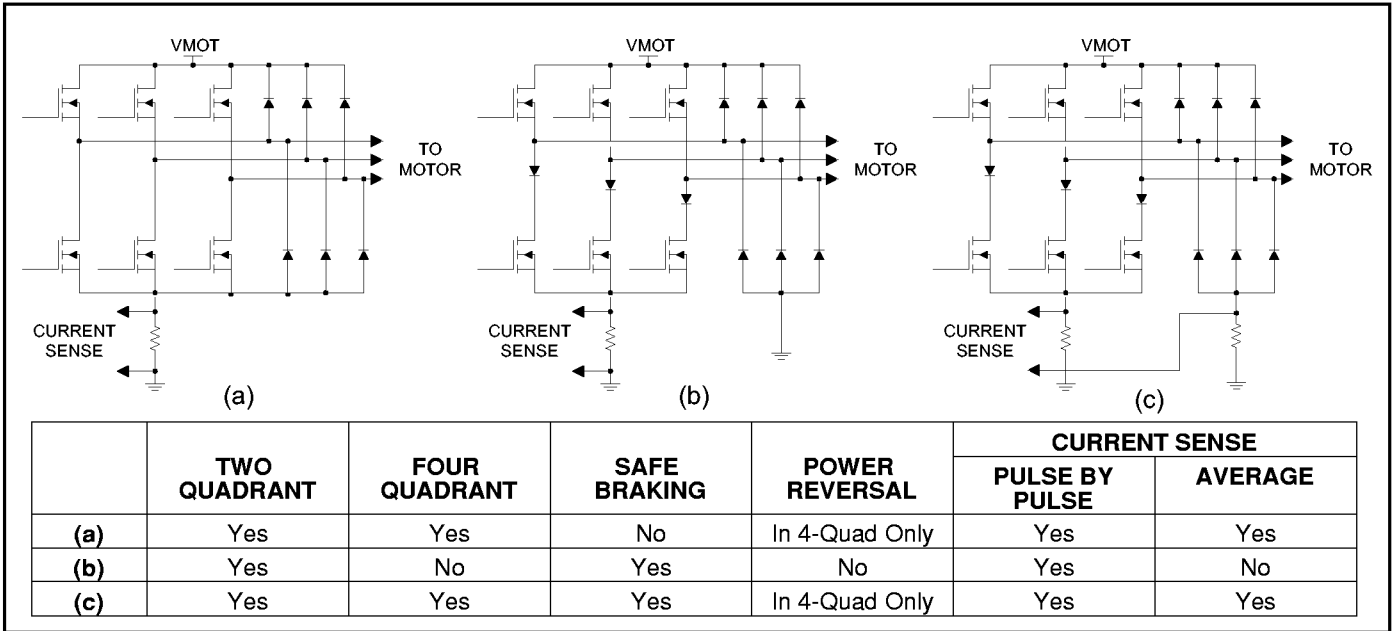 VMOT
TO
MOTOR
CURRENT
SENSE
(a)
VMOT
TO
MOTOR
CURRENT
SENSE
(b)
VMOT
TO
MOTOR
CURRENT
SENSE
(c)
TWO
QUADRANT
FOUR
QUADRANT
SAFE
BRAKING
POWER
REVERSAL
CURRENT SENSE
PULSE BY
PULSE
AVERAGE
(a) Yes Yes No In 4-Quad Only Yes Yes
(b) Yes No Yes No Yes No
(c) Yes Yes Yes In 4-Quad Only Yes Yes